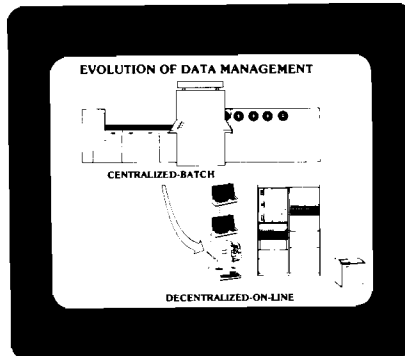 EVOLUTION OF DATA MANAGEMENT
CENTRALIZED-BATCH
DECENTRALIZED-ON-LINE